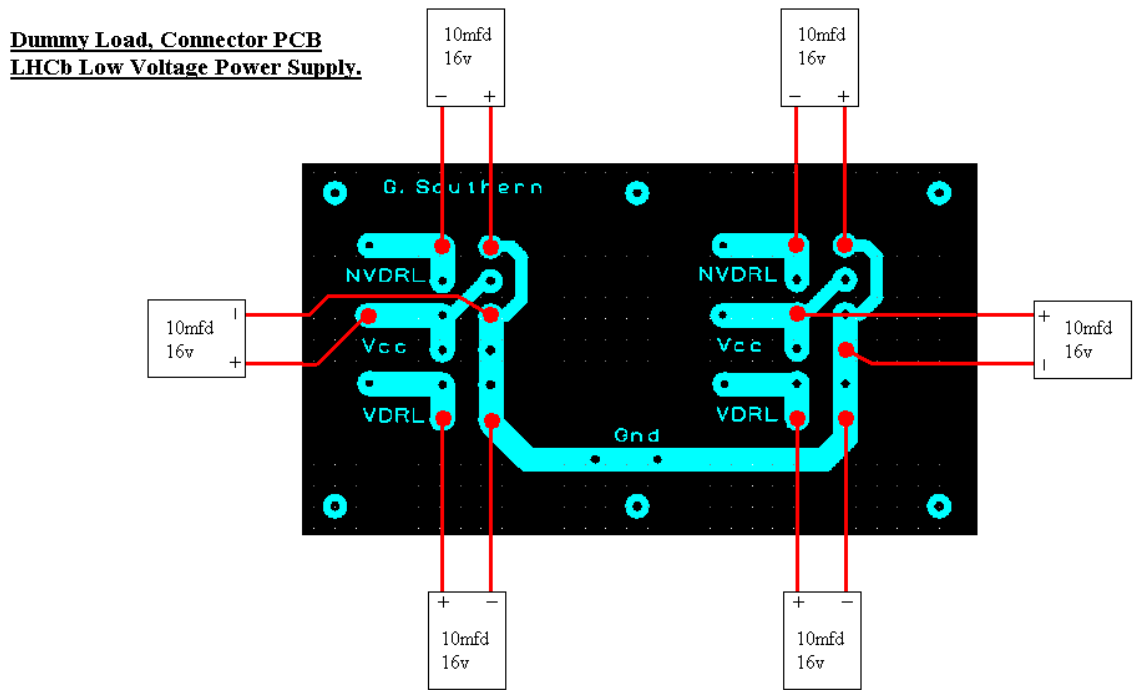 Dummy Load, Connector PCB
LHCb Low Voltage Power Supply.
10mfd
16v
− +
10mfd
16v
− +
G. Southern
NVDRL
NVDRL
10mfd
16v
−
+
Vcc
Vcc
10mfd
16v
+
−
VDRL
VDRL
Gnd
+ −
10mfd
16v
+ −
10mfd
16v